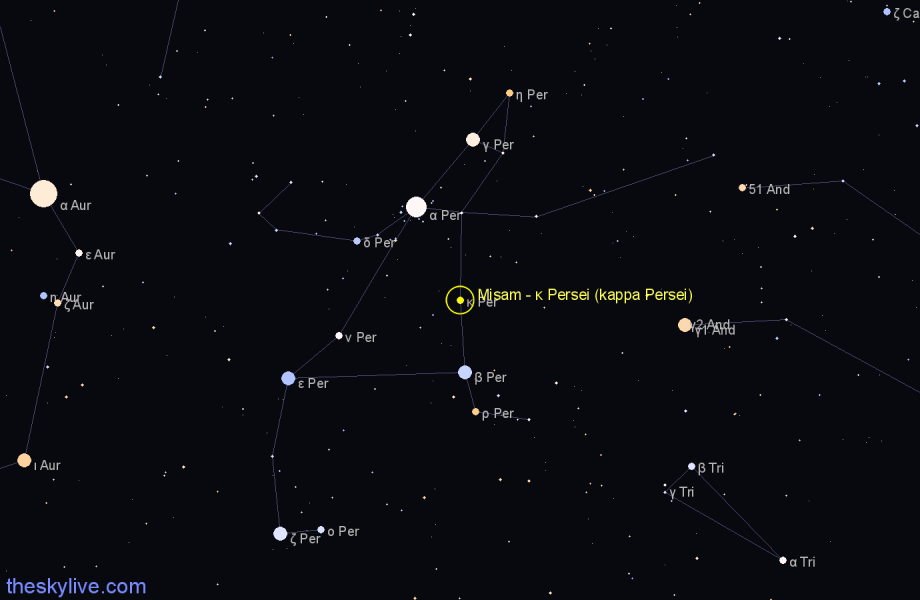 ζ Ca
η Per
γ Per
51 And
α Aur
α Per
δ Per
ε Aur
η Aur
ζ Aur
Misam - κ Persei (kappa Persei)
κ Per
γ2 And
γ1 And
ν Per
β Per
ε Per
ρ Per
ι Aur
β Tri
γ Tri
ο Per
ζ Per
α Tri
theskylive.com